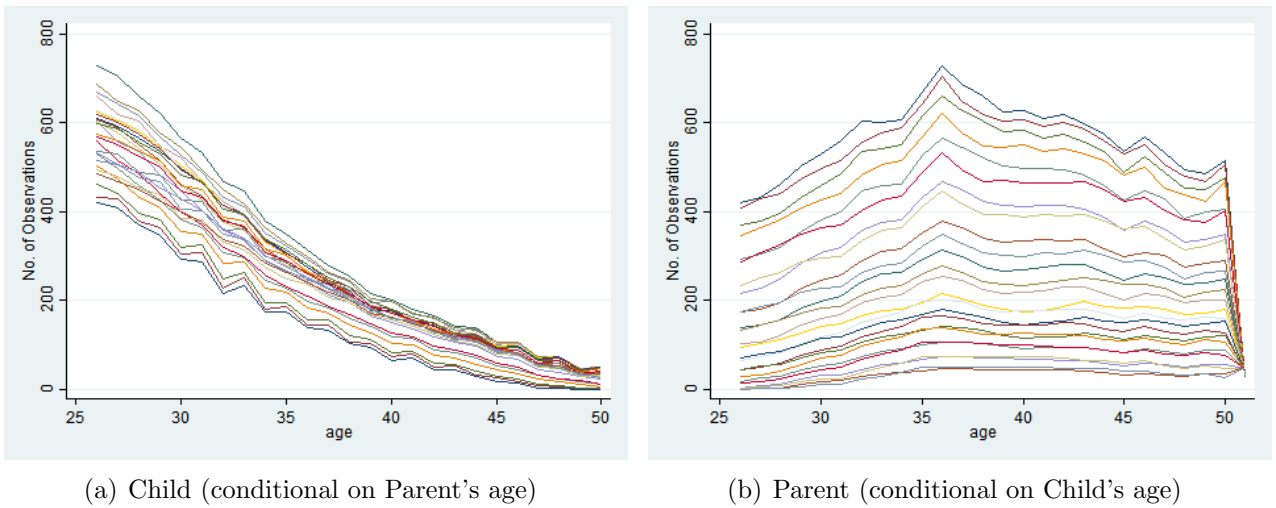 800
600
400
200
0
No. of Observations
25 30 35 40 45 50
age
(a) Child (conditional on Parent's age)
800
600
400
200
0
No. of Observations
25 30 35 40 45 50
age
(b) Parent (conditional on Child's age)